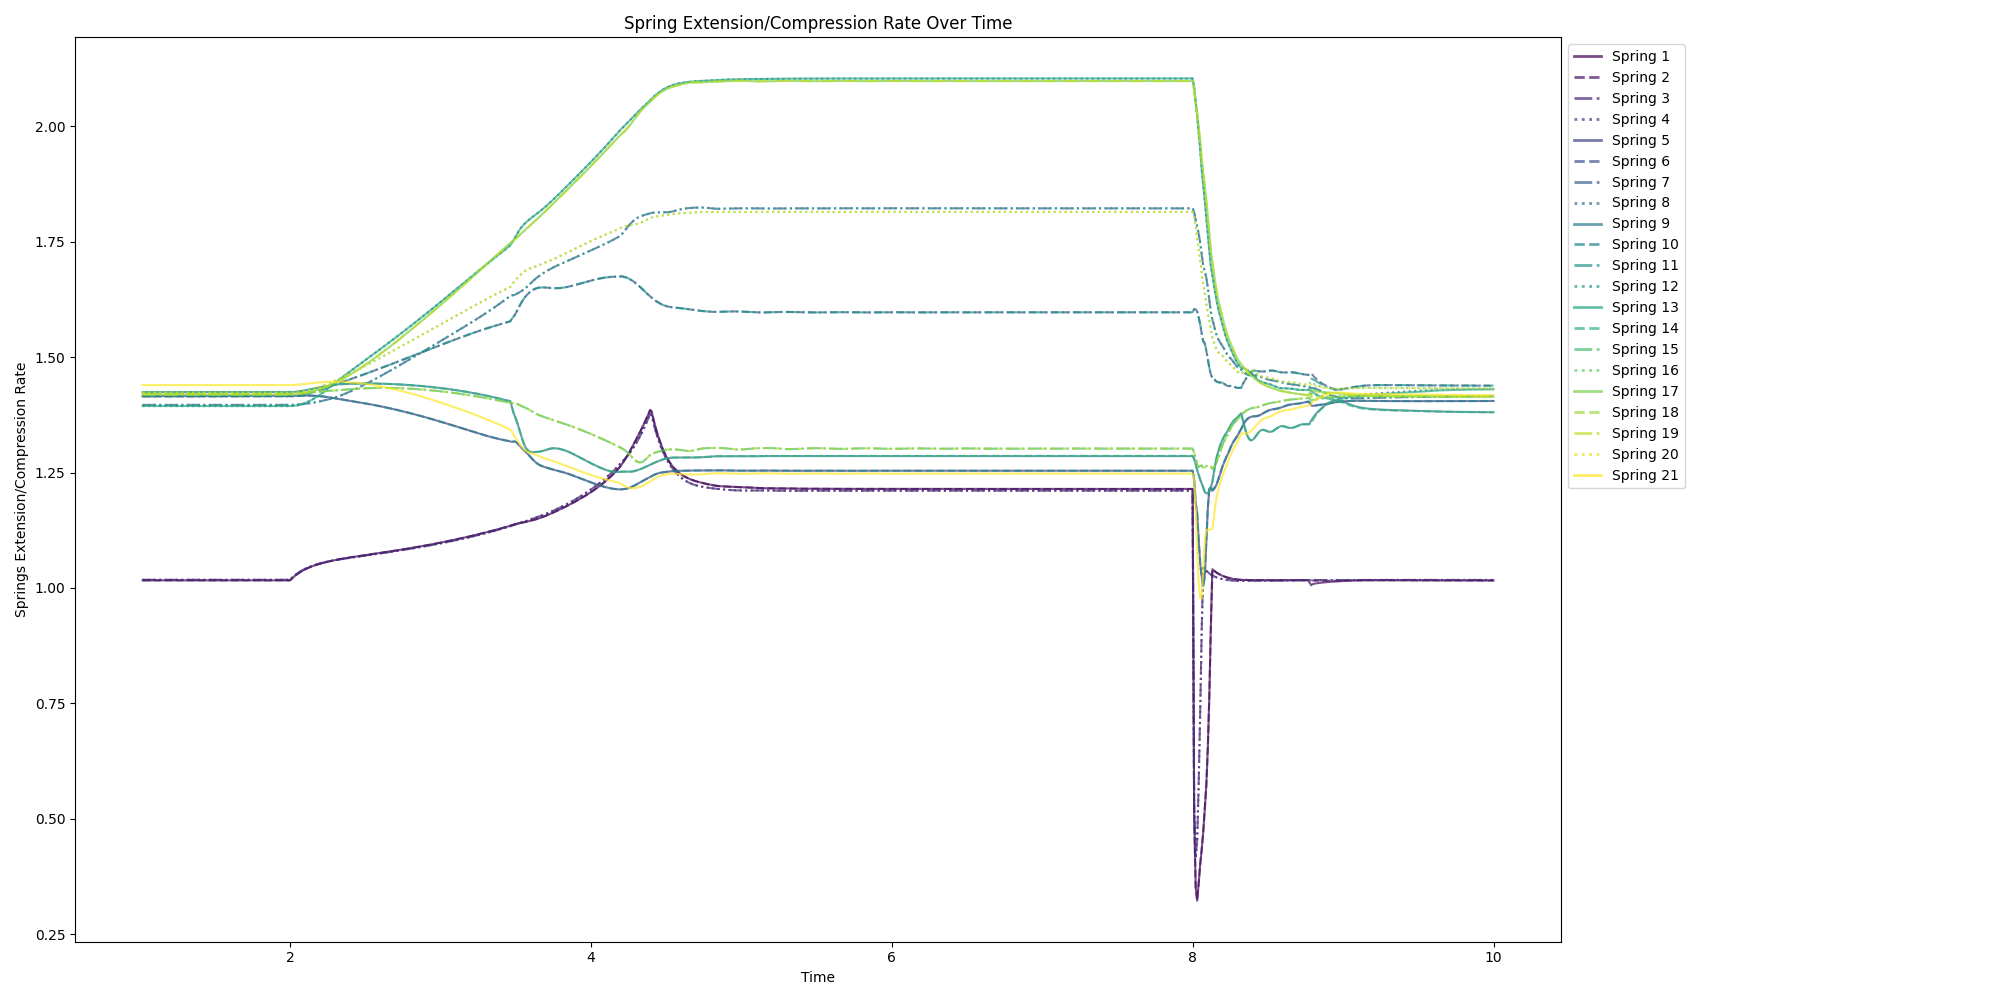 Spring Extension/Compression Rate Over Time
Springs Extension/Compression Rate
2.00
1.75
1.50
1.25
1.00
0.75
0.50
0.25
2
4
6
8
10
Time
Spring 1
Spring 2
Spring 3
Spring 4
Spring 5
Spring 6
Spring 7
Spring 8
Spring 9
Spring 10
Spring 11
Spring 12
Spring 13
Spring 14
Spring 15
Spring 16
Spring 17
Spring 18
Spring 19
Spring 20
Spring 21